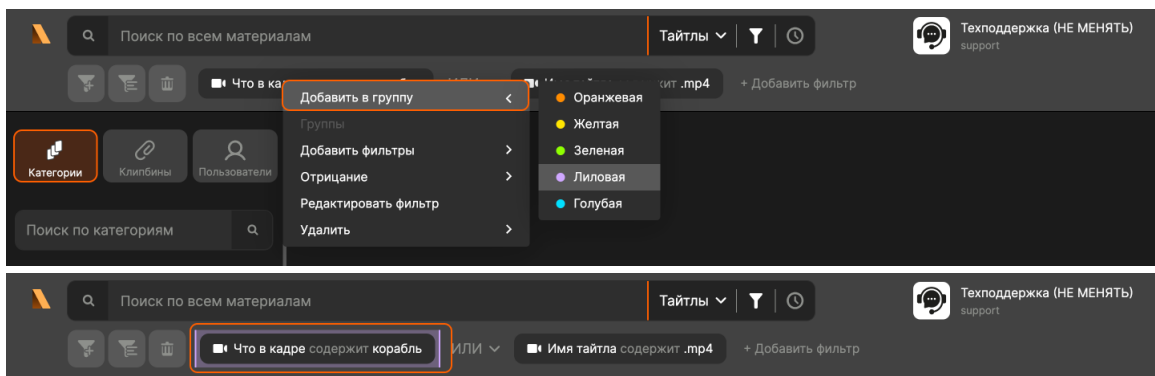 Поиск по всем материалам Тайтлы
Техподдержка (НЕ МЕНЯТЬ)
support
Что в ка ИЛИ .mp4 + Добавить фильтр
Добавить в группу Оранжевая
Группы Желтая
Добавить фильтры Зеленая
Отрицание Лиловая
Редактировать фильтр Голубая
Удалить
Категории Клипбины Пользователи
Поиск по категориям
Поиск по всем материалам Тайтлы
Техподдержка (НЕ МЕНЯТЬ)
support
Что в кадре содержит корабль ИЛИ Имя тайтла содержит .mp4 + Добавить фильтр